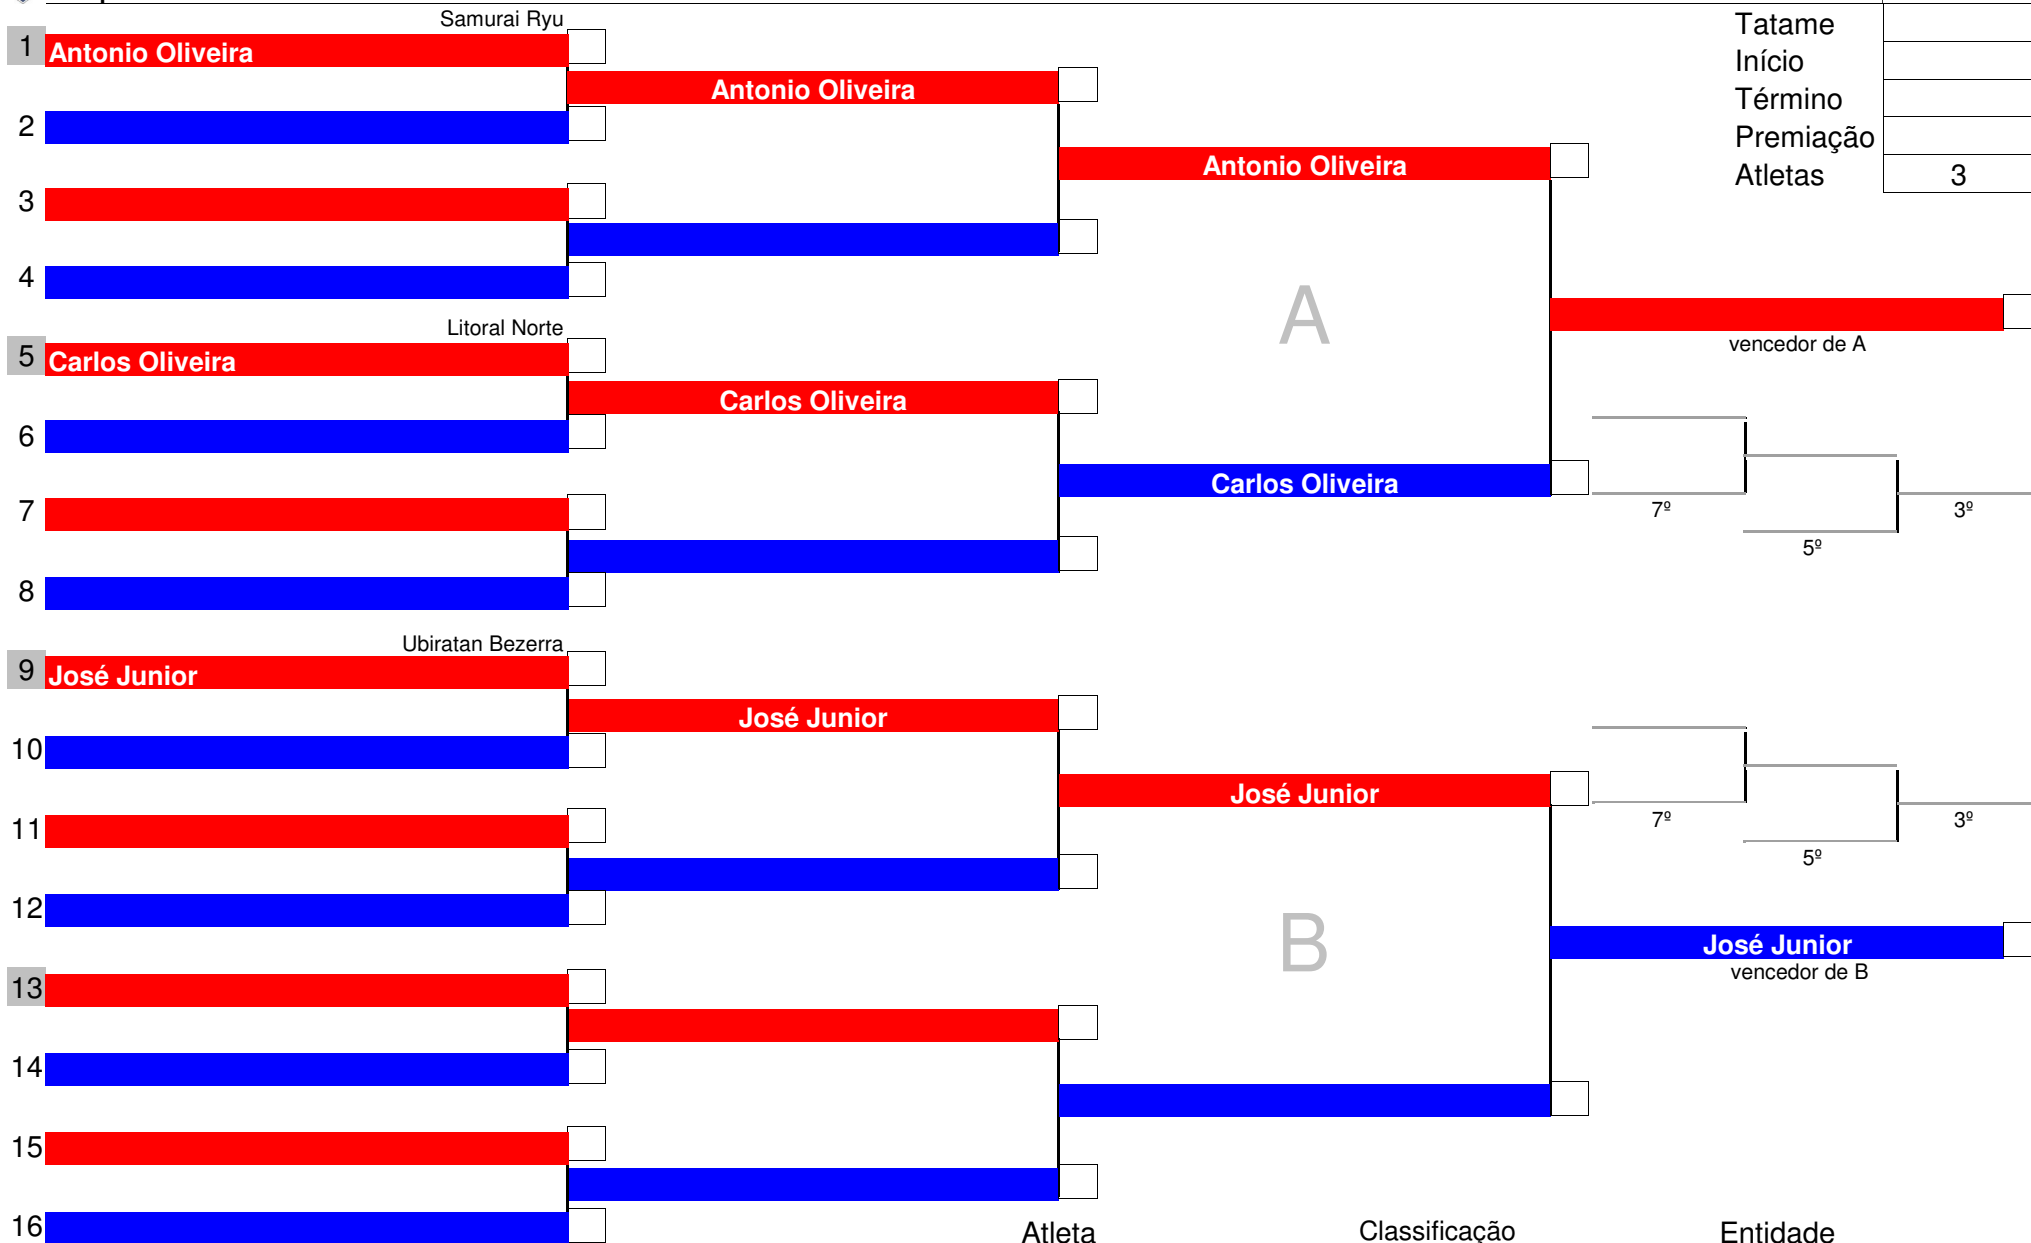 Samurai Ryu
1 Antonio Oliveira
Antonio Oliveira
2
Antonio Oliveira
3
4
Tatame
Início
Término
Premiação
Atletas 3
A
vencedor de A
Litoral Norte
5 Carlos Oliveira
Carlos Oliveira
6
Carlos Oliveira
7
8
7º
3º
5º
Ubiratan Bezerra
9 José Junior
José Junior
10
José Junior
11
12
7º
3º
5º
B
José Junior
vencedor de B
13
14
15
16
Atleta Classificação Entidade